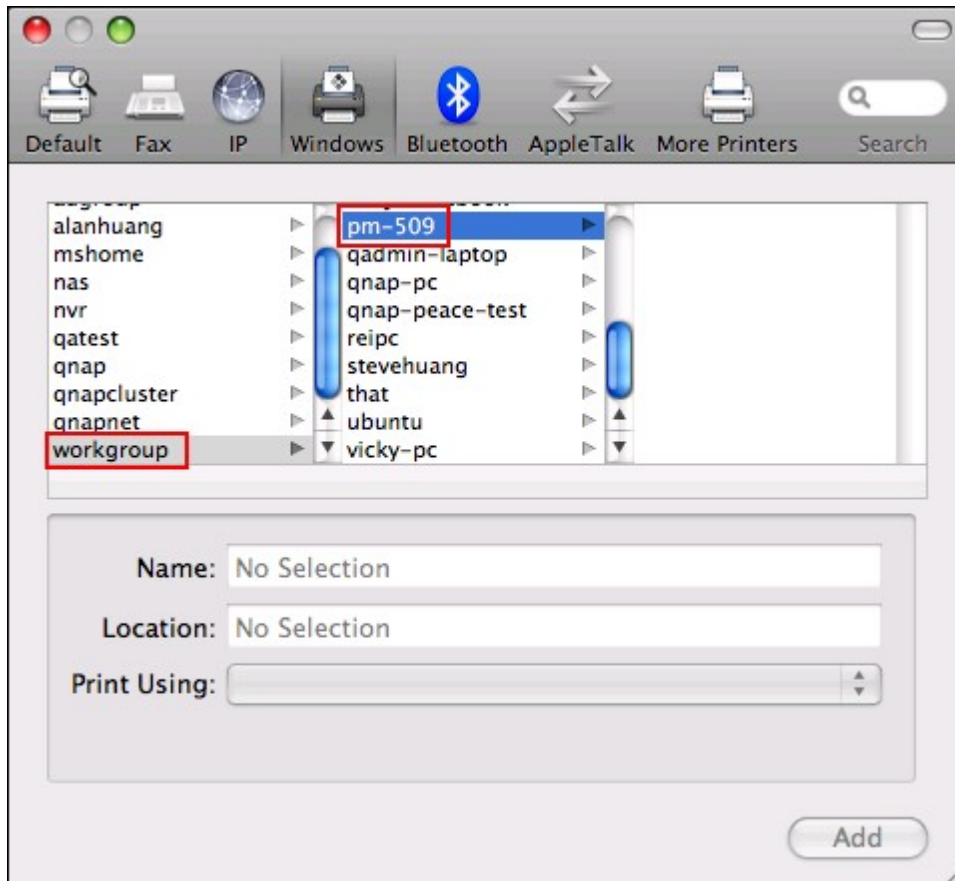 Default Fax IP Windows Bluetooth AppleTalk More Printers Search
alanhuang pm-509
mshome qadmin-laptop
nas qnap-pc
nvr qnap-peace-test
qatest reipc
qnap stevehuang
qnapcluster that
qnapnet ubuntu
workgroup vicky-pc
Name: No Selection
Location: No Selection
Print Using:
Add